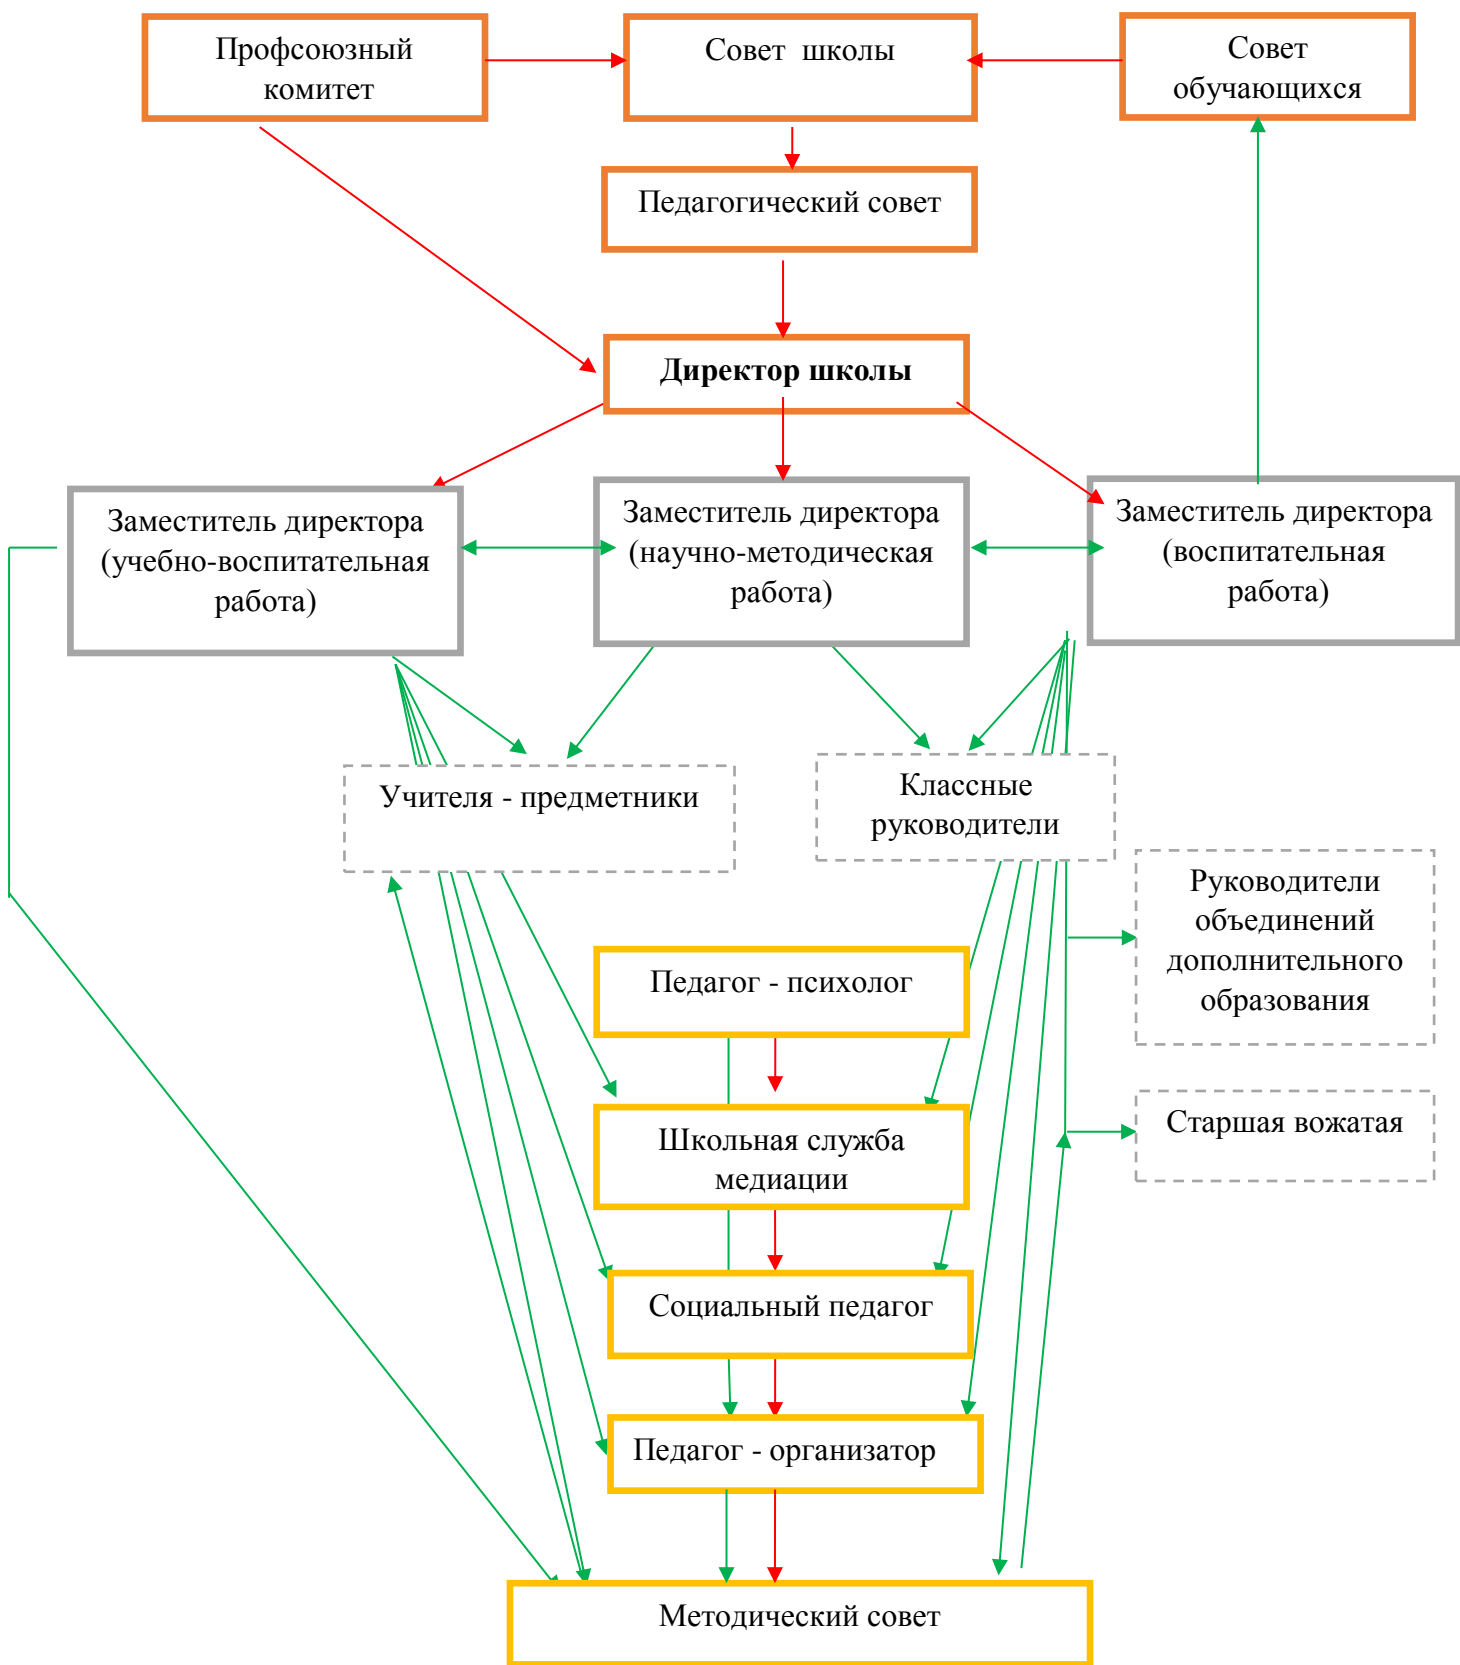 Профсоюзный
комитет
Совет школы
Совет
обучающихся
Педагогический совет
Директор школы
Заместитель директора
(учебно-воспитательная
работа)
Заместитель директора
(научно-методическая
работа)
Заместитель директора
(воспитательная
работа)
Учителя - предметники
Классные
руководители
Руководители
объединений
дополнительного
образования
Педагог - психолог
Школьная служба
медиации
Старшая вожатая
Социальный педагог
Педагог - организатор
Методический совет